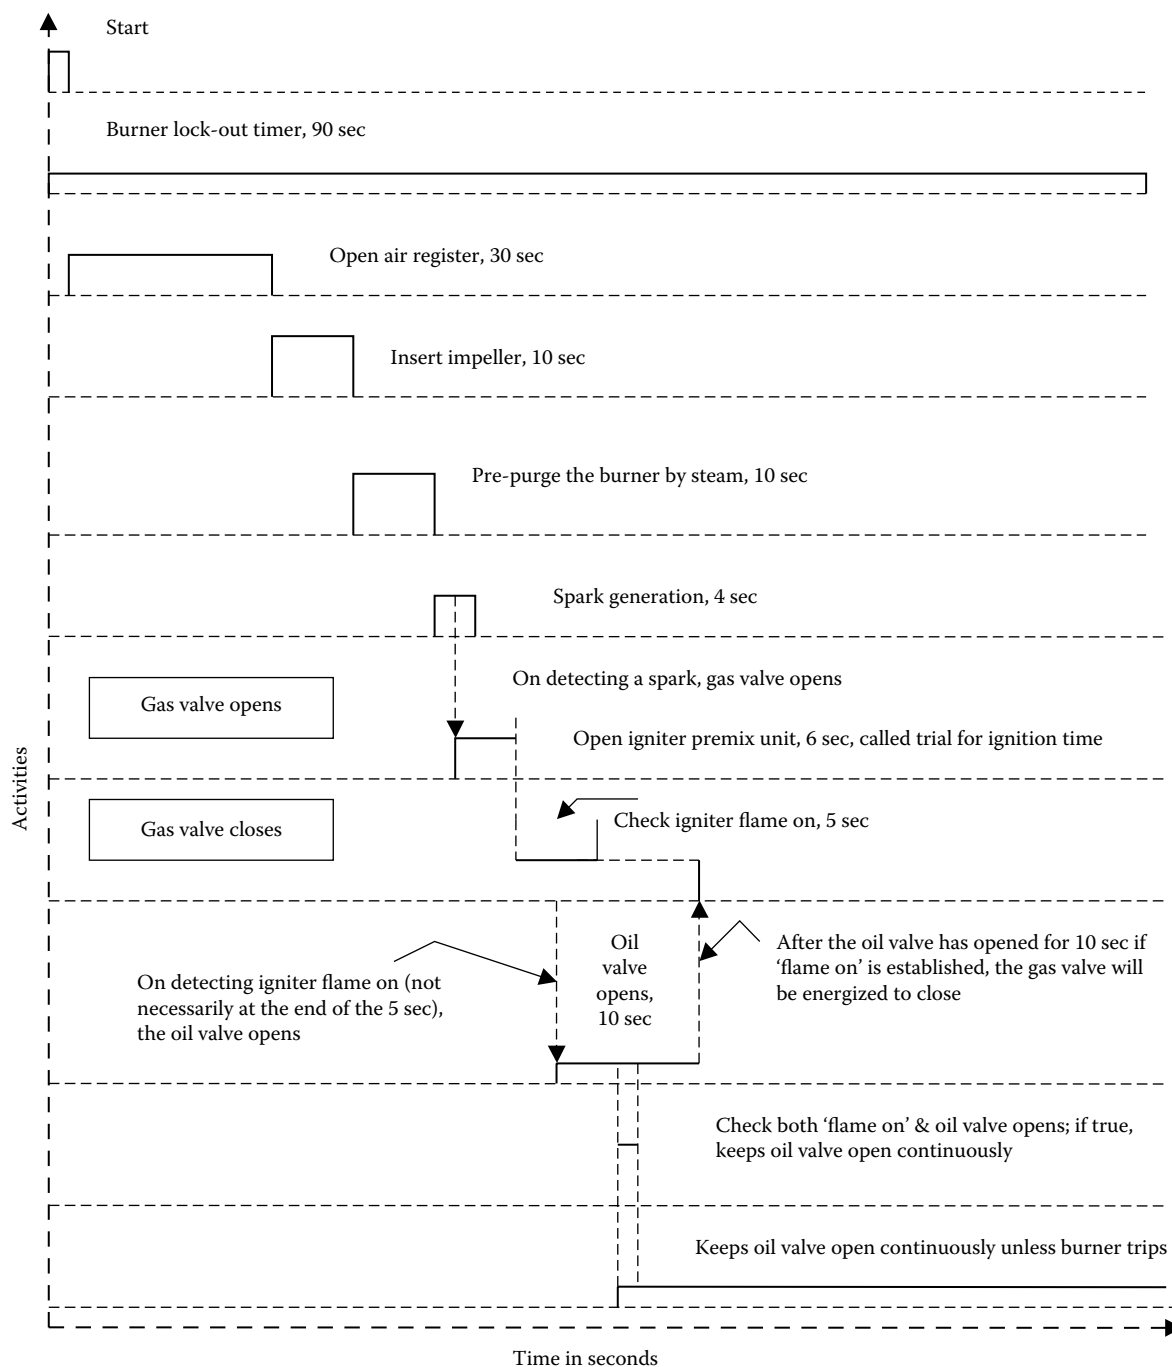 Start
Burner lock-out timer, 90 sec
Open air register, 30 sec
Insert impeller, 10 sec
Pre-purge the burner by steam, 10 sec
Spark generation, 4 sec
On detecting a spark, gas valve opens
Gas valve opens
Open igniter premix unit, 6 sec, called trial for ignition time
Activities
Gas valve closes
Check igniter flame on, 5 sec
On detecting igniter flame on (not
necessarily at the end of the 5 sec),
the oil valve opens
Oil
valve
opens,
10 sec
After the oil valve has opened for 10 sec if
‘flame on’ is established, the gas valve will
be energized to close
Check both ‘flame on’ & oil valve opens; if true,
keeps oil valve open continuously
Keeps oil valve open continuously unless burner trips
Time in seconds